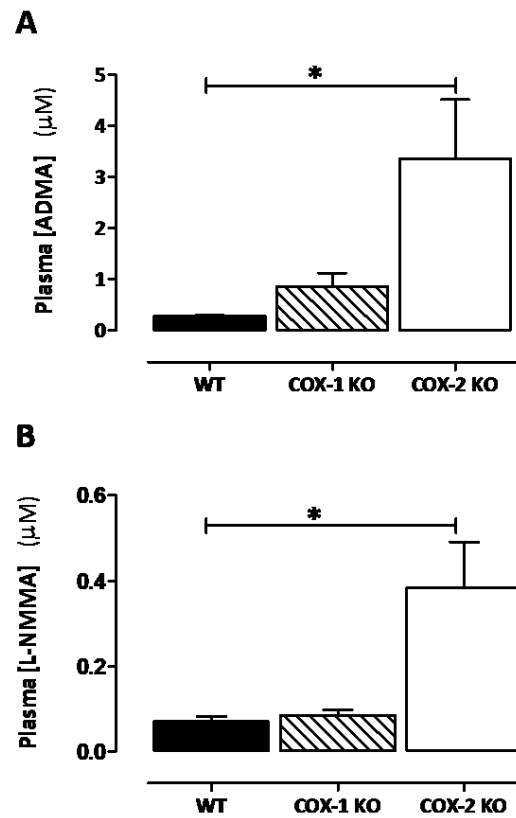 A
Plasma [ADMA] (µM)
5
4
3
2
1
0
*
WT
COX-1 KO
COX-2 KO
B
Plasma [L-NMMA] (µM)
0.6
0.4
0.2
0.0
*
WT
COX-1 KO
COX-2 KO